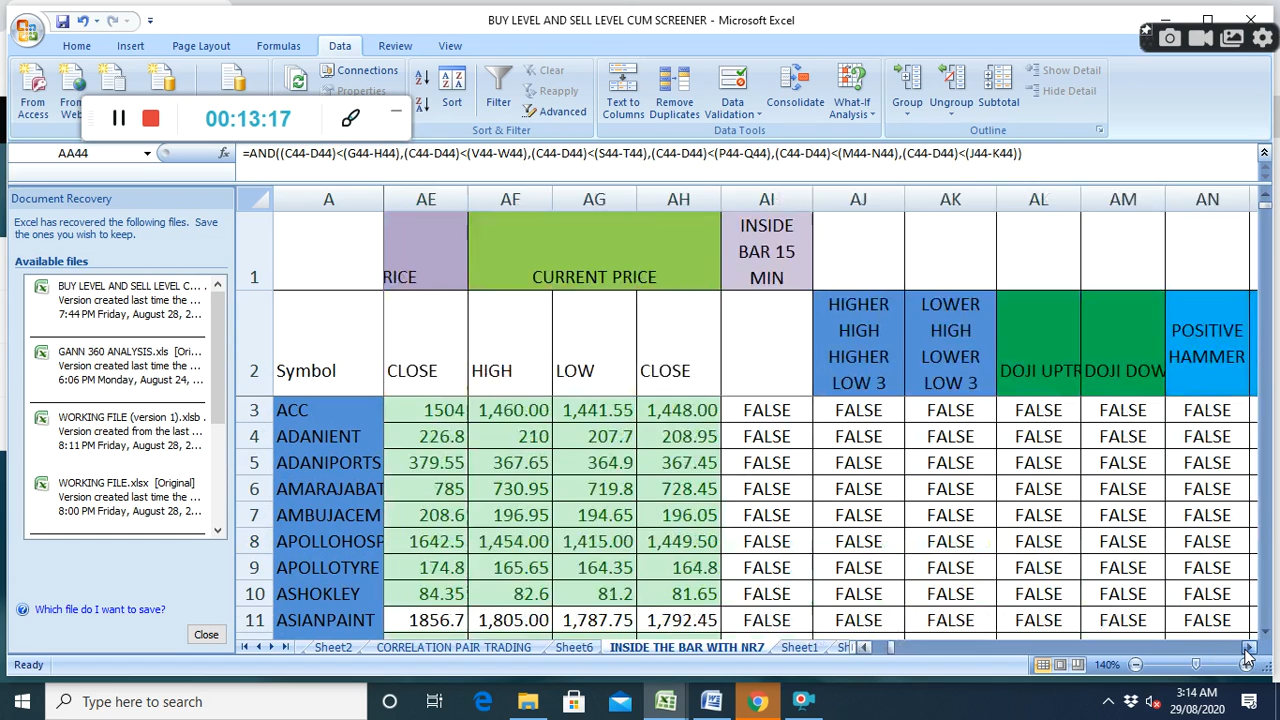 BUY LEVEL AND SELL LEVEL CUM SCREENER - Microsoft Excel
Home Insert Page Layout Formulas Data Review View
From Access
From Web
Connections
Properties
Sort
Filter
Clear
Reapply
Advanced
Text to Columns
Remove Duplicates
Data Validation
Consolidate
What-If Analysis
Group
Ungroup
Subtotal
Show Detail
Hide Detail
Sort & Filter
Data Tools
Outline
00:13:17
AA44 fx =AND((C44-D44)<(G44-H44),(C44-D44)<(V44-W44),(C44-D44)<(S44-T44),(C44-D44)<(P44-Q44),(C44-D44)<(M44-N44),(C44-D44)<(J44-K44))
Document Recovery
Excel has recovered the following files. Save
the ones you wish to keep.
Available files
BUY LEVEL AND SELL LEVEL C...
Version created last time the ...
7:44 PM Friday, August 28, 2...
GANN 360 ANALYSIS.xls [Ori...
Version created last time the ...
6:06 PM Monday, August 24, ...
WORKING FILE (version 1).xlsb
Version created from the last ...
8:11 PM Friday, August 28, 2...
WORKING FILE.xlsx [Original]
Version created last time the ...
8:00 PM Friday, August 28, 2...
Which file do I want to save?
Close
A AE AF AG AH AI AJ AK AL AM AN
1 RICE CURRENT PRICE INSIDE BAR 15 MIN
2 Symbol CLOSE HIGH LOW CLOSE HIGHER HIGH HIGHER LOW 3 LOWER HIGH LOWER LOW 3 DOJI UPTR DOJI DOW POSITIVE HAMMER
3 ACC 1504 1,460.00 1,441.55 1,448.00 FALSE FALSE FALSE FALSE FALSE FALSE
4 ADANIENT 226.8 210 207.7 208.95 FALSE FALSE FALSE FALSE FALSE FALSE
5 ADANIPORTS 379.55 367.65 364.9 367.45 FALSE FALSE FALSE FALSE FALSE FALSE
6 AMARAJABAT 785 730.95 719.8 728.45 FALSE FALSE FALSE FALSE FALSE FALSE
7 AMBUJACEM 208.6 196.95 194.65 196.05 FALSE FALSE FALSE FALSE FALSE FALSE
8 APOLLOHOSP 1642.5 1,454.00 1,415.00 1,449.50 FALSE FALSE FALSE FALSE FALSE FALSE
9 APOLLOTYRE 174.8 165.65 164.35 164.8 FALSE FALSE FALSE FALSE FALSE FALSE
10 ASHOKLEY 84.35 82.6 81.2 81.65 FALSE FALSE FALSE FALSE FALSE FALSE
11 ASIANPAINT 1856.7 1,805.00 1,787.75 1,792.45 FALSE FALSE FALSE FALSE FALSE FALSE
Sheet2 CORRELATION PAIR TRADING Sheet6 INSIDE THE BAR WITH NR7 Sheet1 Sh
Ready 140%
Type here to search
3:14 AM
29/08/2020